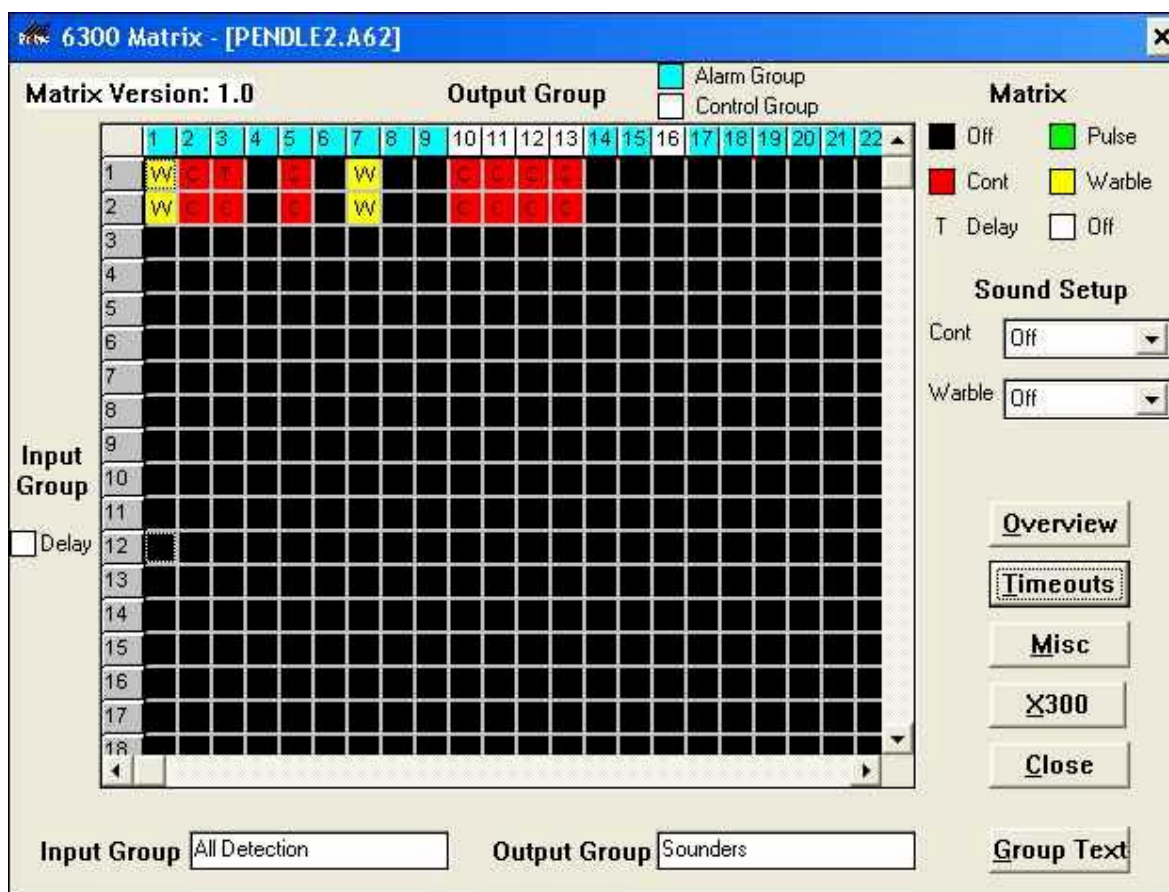 6300 Matrix - [PENDLE2.A62]
Matrix Version: 1.0
Output Group
Alarm Group
Control Group
Matrix
1 2 3 4 5 6 7 8 9 10 11 12 13 14 15 16 17 18 19 20 21 22
Off Pulse
Cont Warble
T Delay Off
1 W C T C W C C C C
2 W C C C W C C C C
3
4
5
6
7
8
9
10
11
12
13
14
15
16
17
18
Input
Group
Delay
Sound Setup
Cont Off
Warble Off
Overview
Timeouts
Misc
X300
Close
Input Group All Detection
Output Group Sounders
Group Text